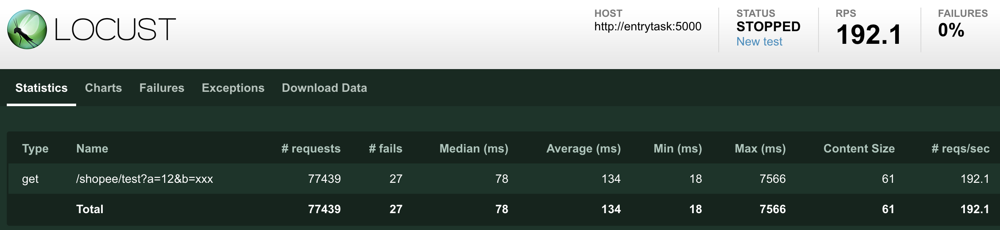 LOCUST
HOST
http://entrytask:5000
STATUS
STOPPED
New test
RPS
192.1
FAILURES
0%
Statistics Charts Failures Exceptions Download Data
Type Name # requests # fails Median (ms) Average (ms) Min (ms) Max (ms) Content Size # reqs/sec
get /shopee/test?a=12&b=xxx 77439 27 78 134 18 7566 61 192.1
Total 77439 27 78 134 18 7566 61 192.1